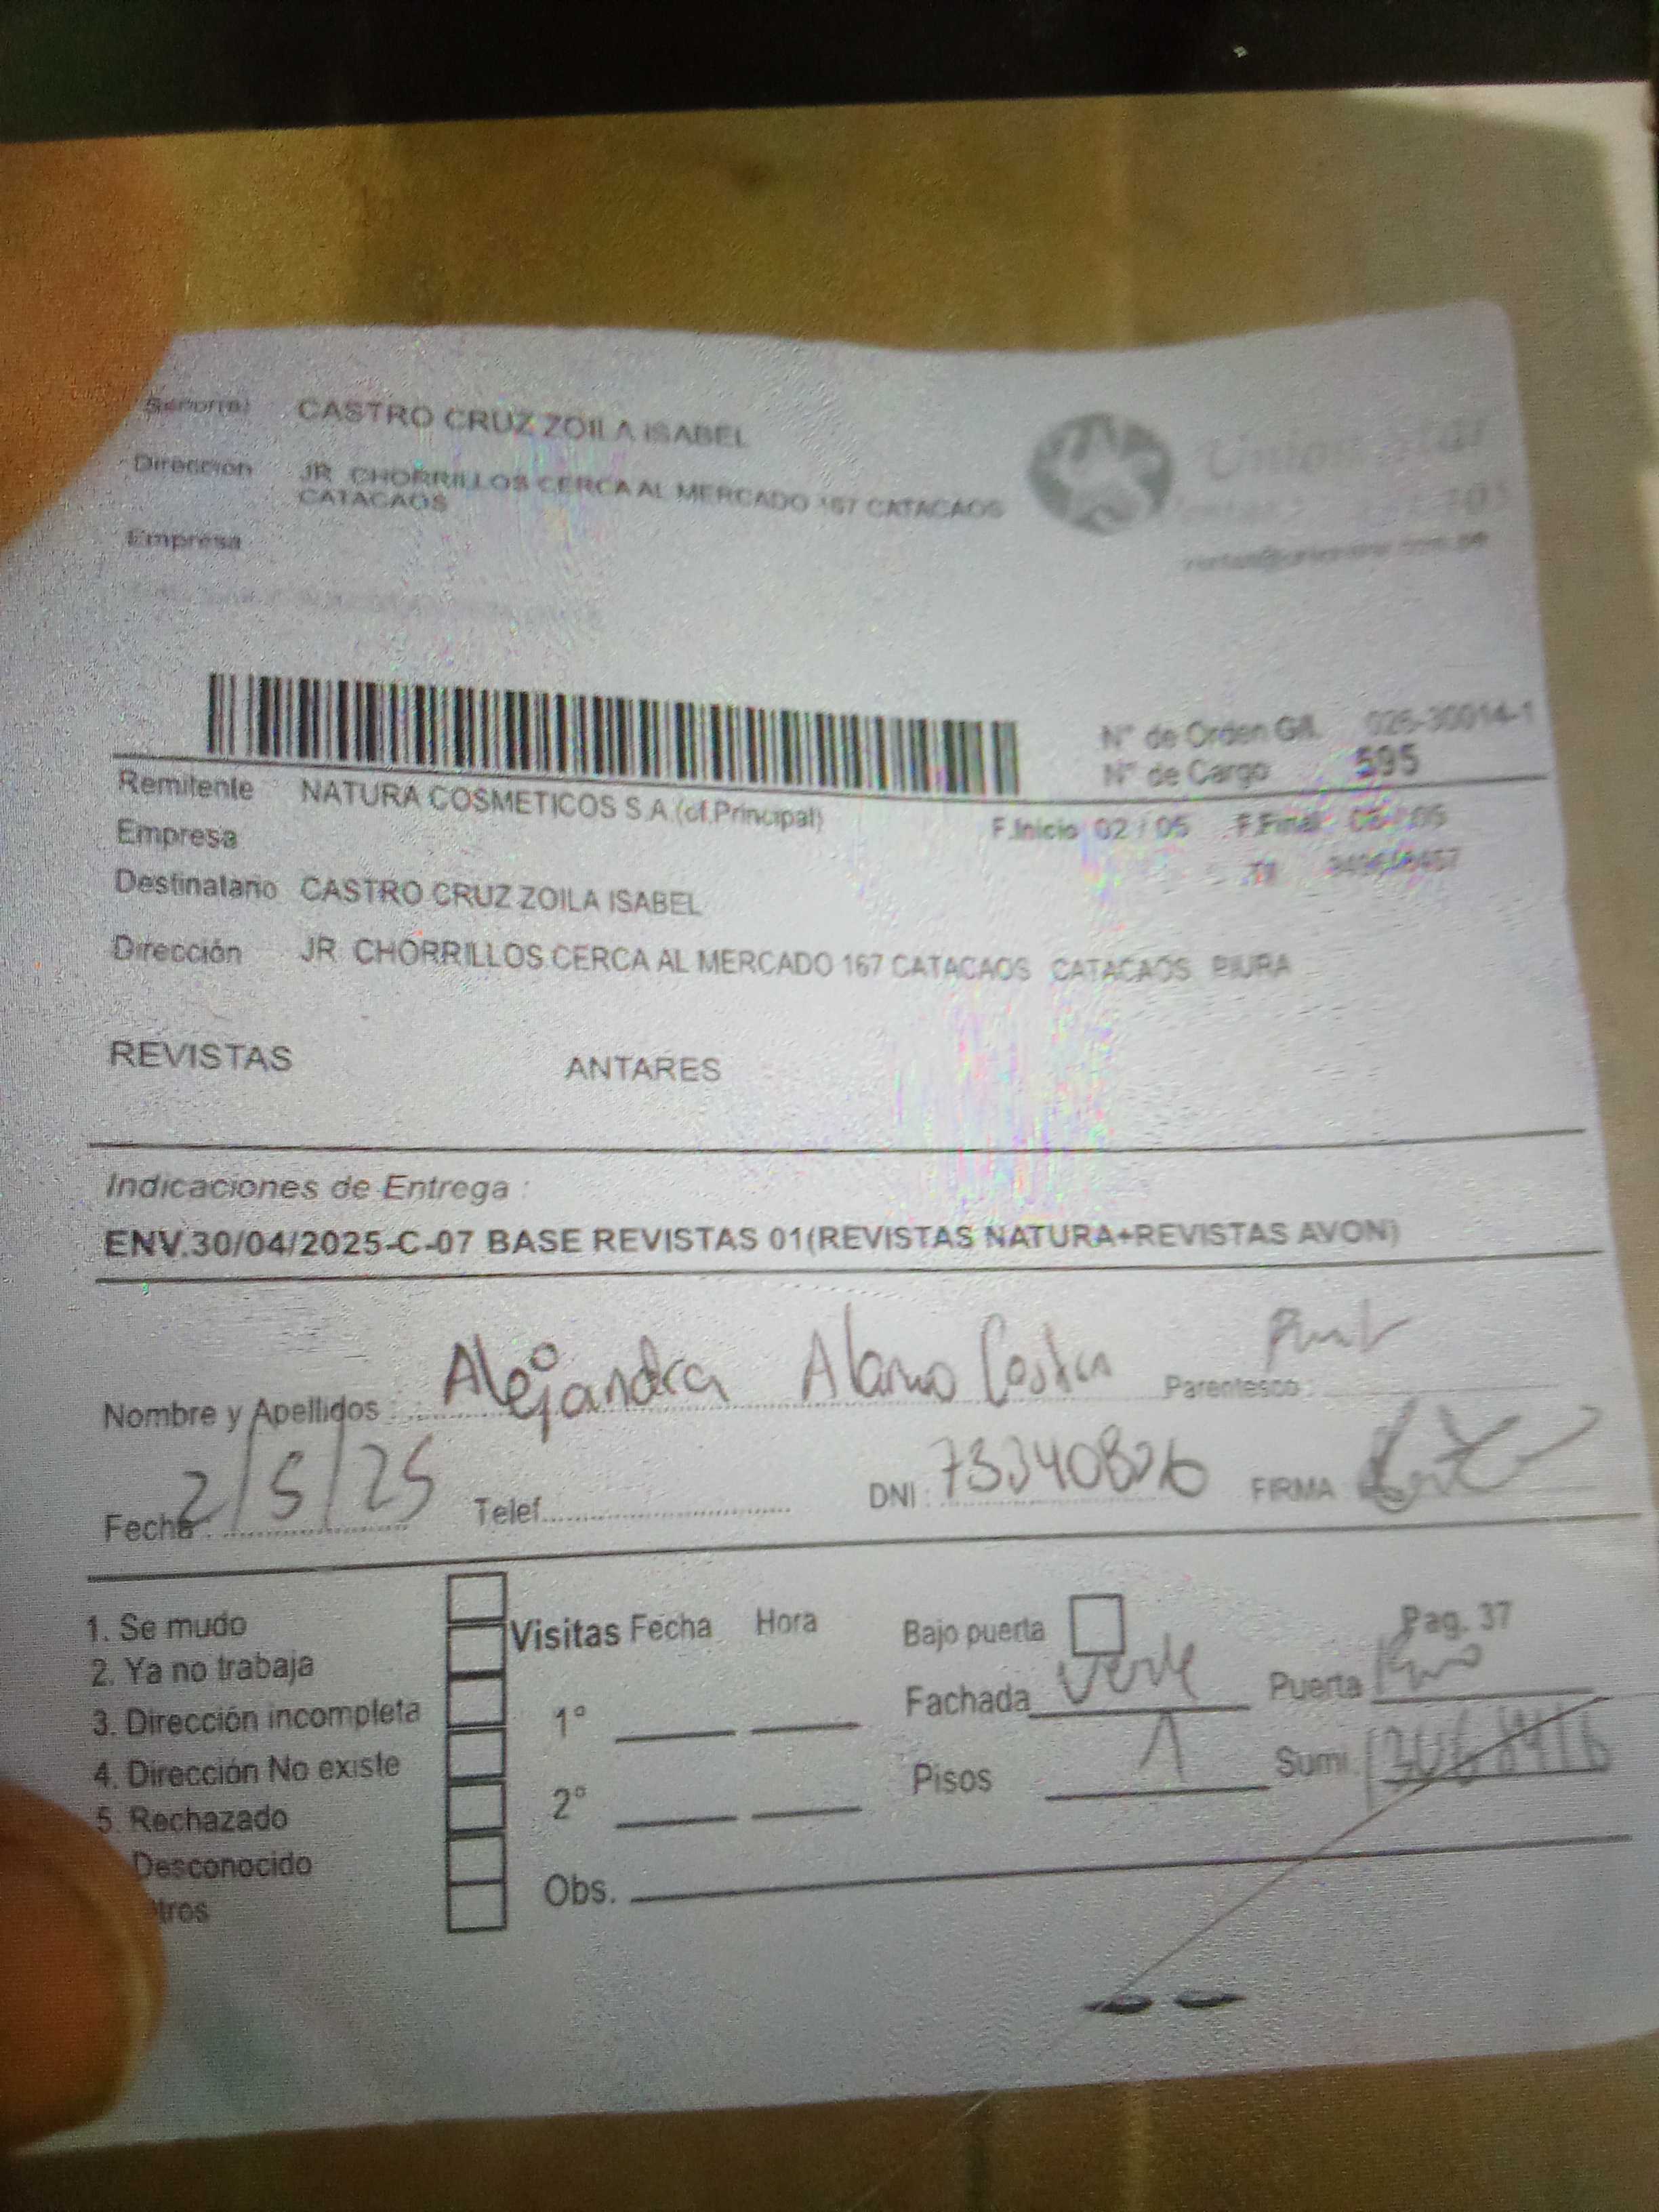 Señor(a) CASTRO CRUZ ZOILA ISABEL
Dirección JR CHORRILLOS CERCA AL MERCADO 167 CATACAOS
CATACAOS
Empresa
Union Star
N° de Orden G/I. 026-30014-1
N° de Cargo 595
Remitente NATURA COSMETICOS S.A.(of.Principal)
F.Inicio 02 / 05 F.Final / 05
Empresa
Destinatario CASTRO CRUZ ZOILA ISABEL
Dirección JR CHORRILLOS CERCA AL MERCADO 167 CATACAOS CATACAOS PIURA
REVISTAS ANTARES
Indicaciones de Entrega :
ENV.30/04/2025-C-07 BASE REVISTAS 01(REVISTAS NATURA+REVISTAS AVON)
Nombre y Apellidos : Alejandra Alamo Parentesco :
Fecha 2/5/25 Telef. DNI : 73340826 FIRMA
1. Se mudo
2. Ya no trabaja
3. Dirección incompleta
4. Dirección No existe
5. Rechazado
Desconocido
Otros
Visitas Fecha Hora
1°
2°
Obs.
Bajo puerta Pag. 37
Fachada Verde Puerta
Pisos 1 Sumi.